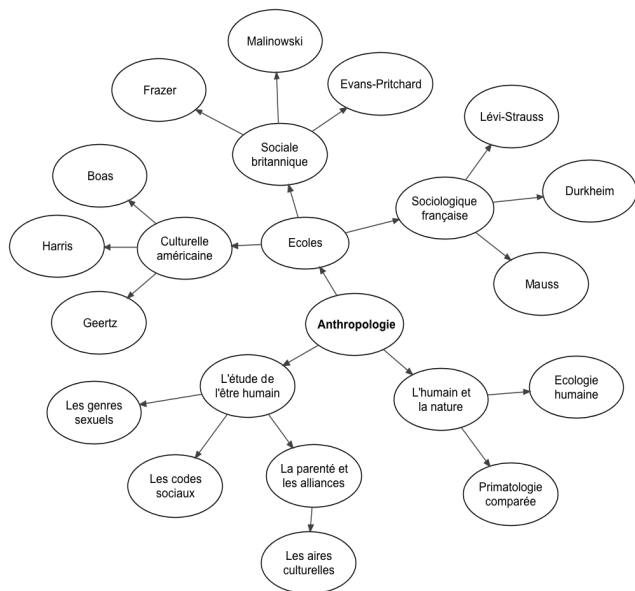 Malinowski
Frazer
Evans-Pritchard
Lévi-Strauss
Sociale
britannique
Boas
Sociologique
française
Durkheim
Harris
Culturelle
américaine
Ecoles
Mauss
Geertz
Anthropologie
L'étude de
l'être humain
L'humain et
la nature
Ecologie
humaine
Les genres
sexuels
Les codes
sociaux
La parenté et
les alliances
Primatologie
comparée
Les aires
culturelles